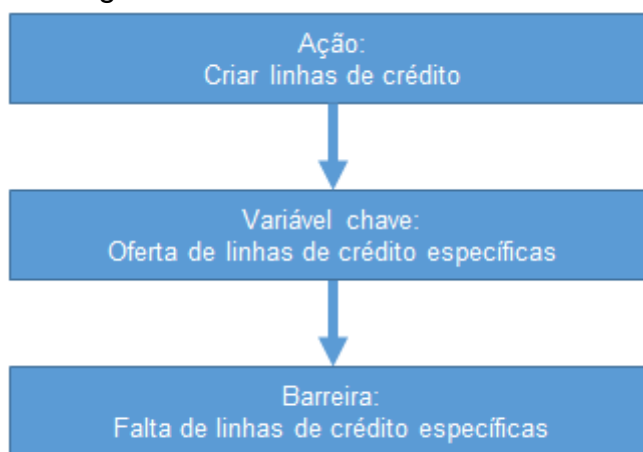 Ação:
Criar linhas de crédito
Variável chave:
Oferta de linhas de crédito específicas
Barreira:
Falta de linhas de crédito específicas